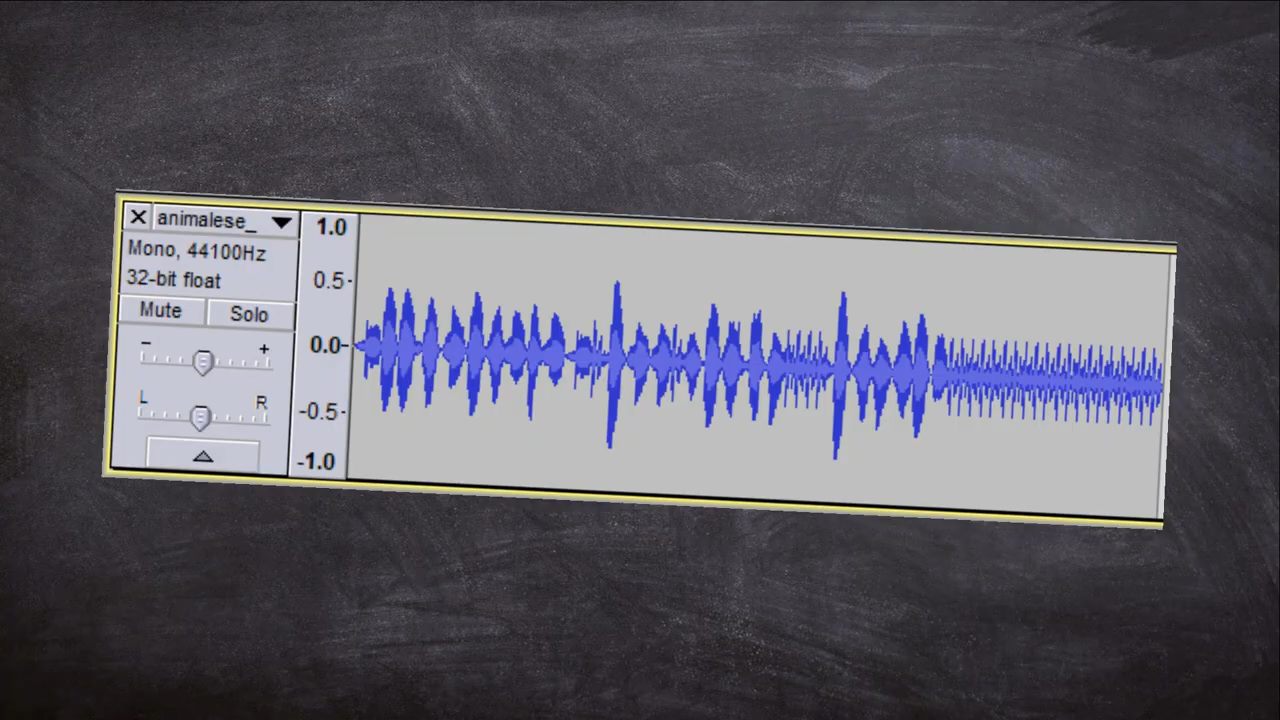 animalese_
Mono, 44100Hz
32-bit float
Mute Solo
- +
L R
1.0
0.5-
0.0-
-0.5-
-1.0